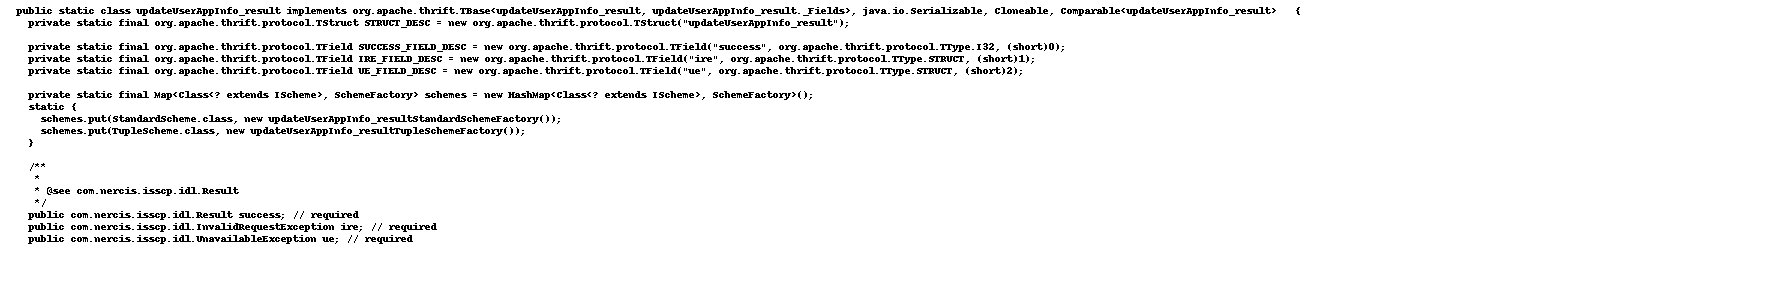 public static class updateUserAppInfo_result implements org.apache.thrift.TBase<updateUserAppInfo_result, updateUserAppInfo_result._Fields>, java.io.Serializable, Cloneable, Comparable<updateUserAppInfo_result>   {
private static final org.apache.thrift.protocol.TStruct STRUCT_DESC = new org.apache.thrift.protocol.TStruct("updateUserAppInfo_result");
private static final org.apache.thrift.protocol.TField SUCCESS_FIELD_DESC = new org.apache.thrift.protocol.TField("success", org.apache.thrift.protocol.TType.I32, (short)0);
private static final org.apache.thrift.protocol.TField IRE_FIELD_DESC = new org.apache.thrift.protocol.TField("ire", org.apache.thrift.protocol.TType.STRUCT, (short)1);
private static final org.apache.thrift.protocol.TField UE_FIELD_DESC = new org.apache.thrift.protocol.TField("ue", org.apache.thrift.protocol.TType.STRUCT, (short)2);
private static final Map<Class<? extends IScheme>, SchemeFactory> schemes = new HashMap<Class<? extends IScheme>, SchemeFactory>();
static {
schemes.put(StandardScheme.class, new updateUserAppInfo_resultStandardSchemeFactory());
schemes.put(TupleScheme.class, new updateUserAppInfo_resultTupleSchemeFactory());
}
/**
*
* @see com.nercis.isscp.idl.Result
*/
public com.nercis.isscp.idl.Result success; // required
public com.nercis.isscp.idl.InvalidRequestException ire; // required
public com.nercis.isscp.idl.UnavailableException ue; // required